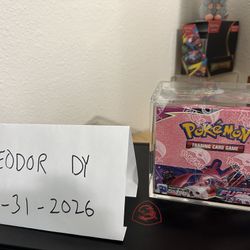 EODOR DY
-31-2026
POKÉMON
TRADING CARD GAME